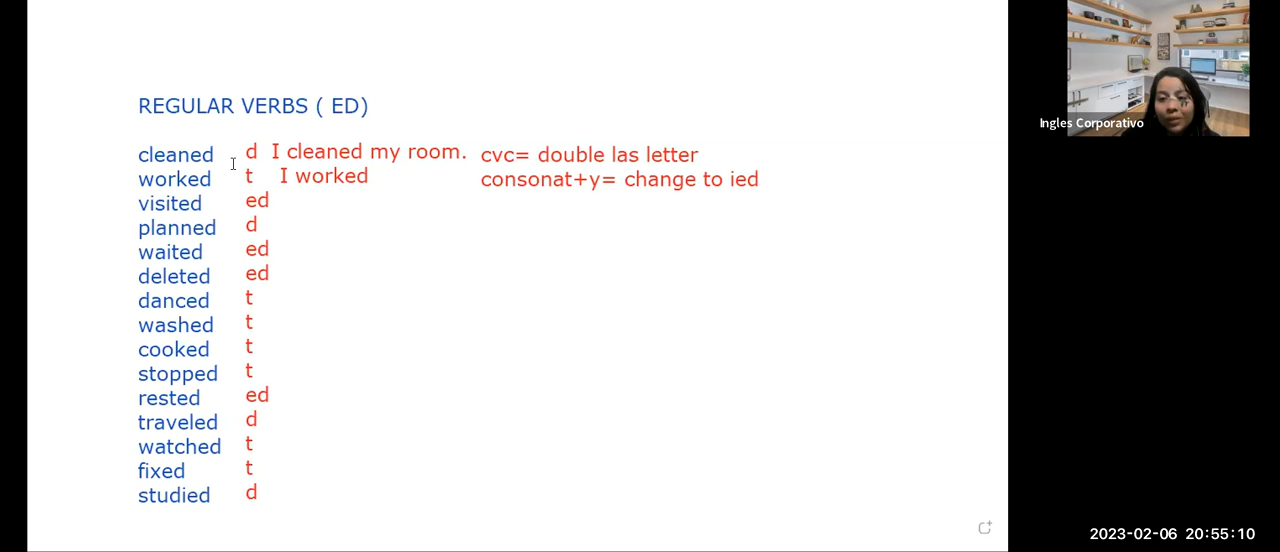 REGULAR VERBS ( ED)
cleaned d I cleaned my room. cvc= double las letter
worked t I worked consonat+y= change to ied
visited ed
planned d
waited ed
deleted ed
danced t
washed t
cooked t
stopped t
rested ed
traveled d
watched t
fixed t
studied d
Ingles Corporativo
2023-02-06 20:55:10